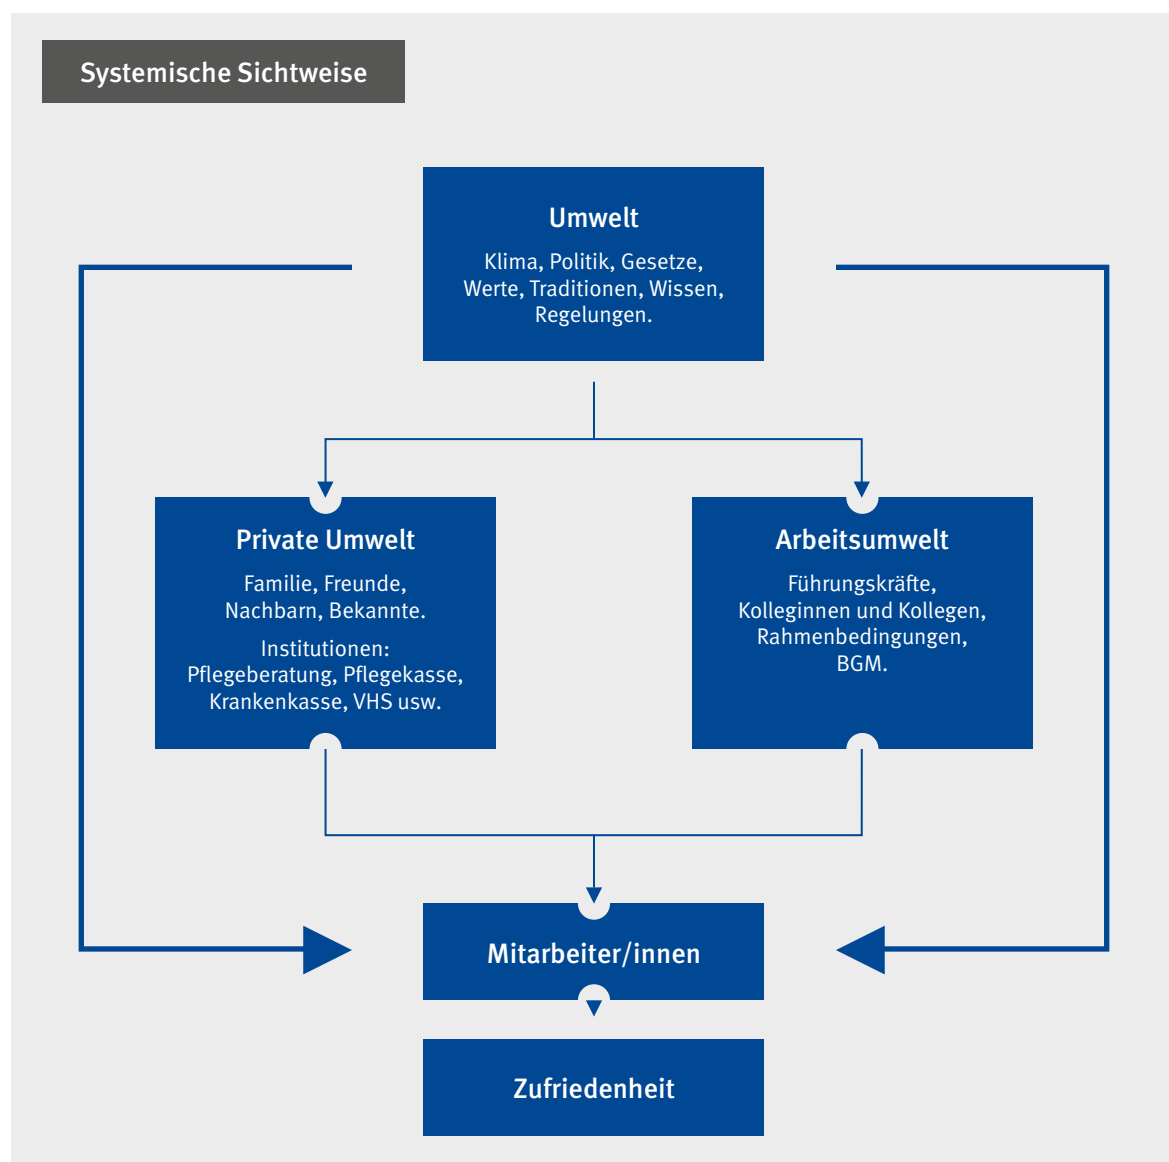 Systemische Sichtweise
Umwelt
Klima, Politik, Gesetze,
Werte, Traditionen, Wissen,
Regelungen.
Private Umwelt
Familie, Freunde,
Nachbarn, Bekannte.
Institutionen:
Pflegeberatung, Pflegekasse,
Krankenkasse, VHS usw.
Arbeitsumwelt
Führungskräfte,
Kolleginnen und Kollegen,
Rahmenbedingungen,
BGM.
Mitarbeiter/innen
Zufriedenheit